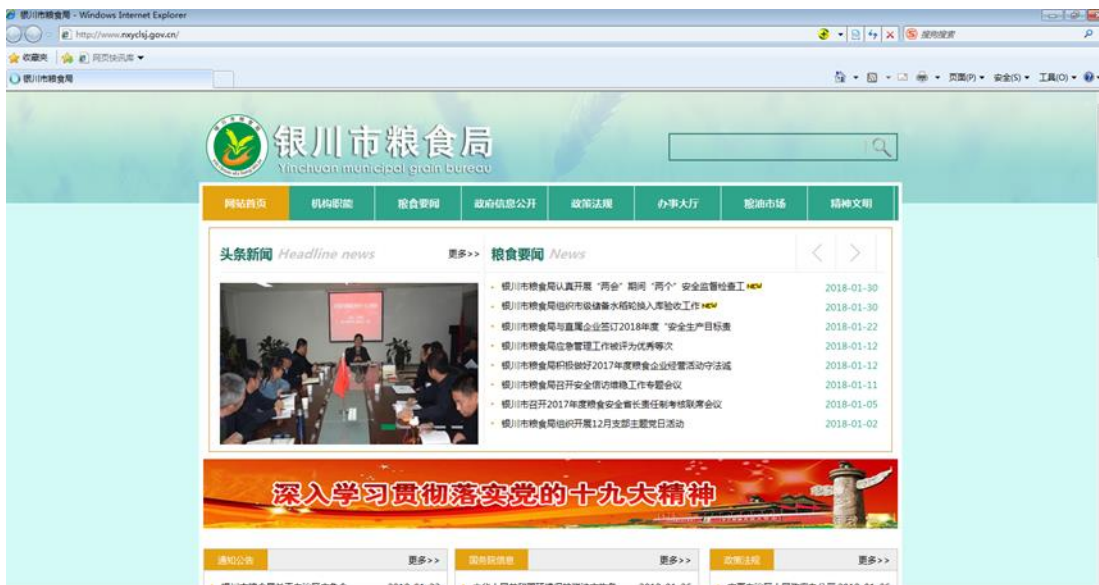 银川市粮食局 - Windows Internet Explorer
http://www.nxyclsj.gov.cn/
搜狗搜索
收藏夹 网页快讯库
银川市粮食局
页面(P) 安全(S) 工具(O)
银川市粮食局
Yinchuan municipal grain bureau
网站首页 机构职能 粮食要闻 政府信息公开 政策法规 办事大厅 粮油市场 精神文明
头条新闻 Headline news 更多>> 粮食要闻 News
银川市粮食局认真开展“两会”期间“两个”安全监督检查工 NEW 2018-01-30
银川市粮食局组织市级储备水稻轮换入库验收工作 NEW 2018-01-30
银川市粮食局与直属企业签订2018年度“安全生产目标责 2018-01-22
银川市粮食局应急管理工作被评为优秀等次 2018-01-12
银川市粮食局积极做好2017年度粮食企业经营活动守法诚 2018-01-12
银川市粮食局召开安全信访维稳工作专题会议 2018-01-11
银川市召开2017年度粮食安全省长责任制考核联席会议 2018-01-05
银川市粮食局组织开展12月支部主题党日活动 2018-01-02
深入学习贯彻落实党的十九大精神
通知公告 更多>> 国务院信息 更多>> 政策法规 更多>>